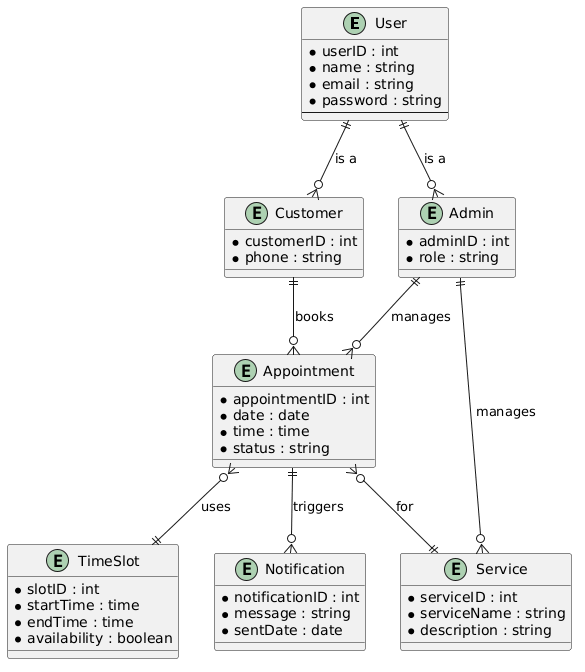 E User
userID : int
name : string
email : string
password : string
is a
is a
E Customer
customerID : int
phone : string
E Admin
adminID : int
role : string
books
manages
E Appointment
appointmentID : int
date : date
time : time
status : string
manages
uses
triggers
for
E TimeSlot
slotID : int
startTime : time
endTime : time
availability : boolean
E Notification
notificationID : int
message : string
sentDate : date
E Service
serviceID : int
serviceName : string
description : string